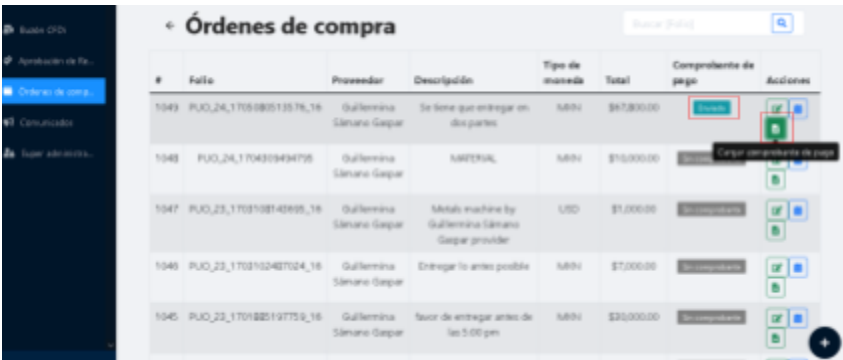 Buzón CFDi
Aprobación de Re...
Órdenes de comp...
Comunicados
Super administra...
← Órdenes de compra
Buscar [Folio]
# Folio Proveedor Descripción Tipo de moneda Total Comprobante de pago Acciones
1049 Guillermina Sámano Gaspar Se tiene que entregar en dos partes MXN $67,800.00 Enviado
Cargar comprobante de pago
1048 Guillermina Sámano Gaspar MATERIAL MXN $10,000.00
1047 Guillermina Sámano Gaspar Metals machine by Guillermina Sámano Gaspar provider USD $1,000.00 Sin comprobante
1046 PUO_23_1703102487024_16 Guillermina Sámano Gaspar Entregar lo antes posible MXN $7,000.00 Sin comprobante
1045 PUO_23_1701885197759_16 Guillermina Sámano Gaspar favor de entregar antes de las 5:00 pm MXN $30,000.00 Sin comprobante